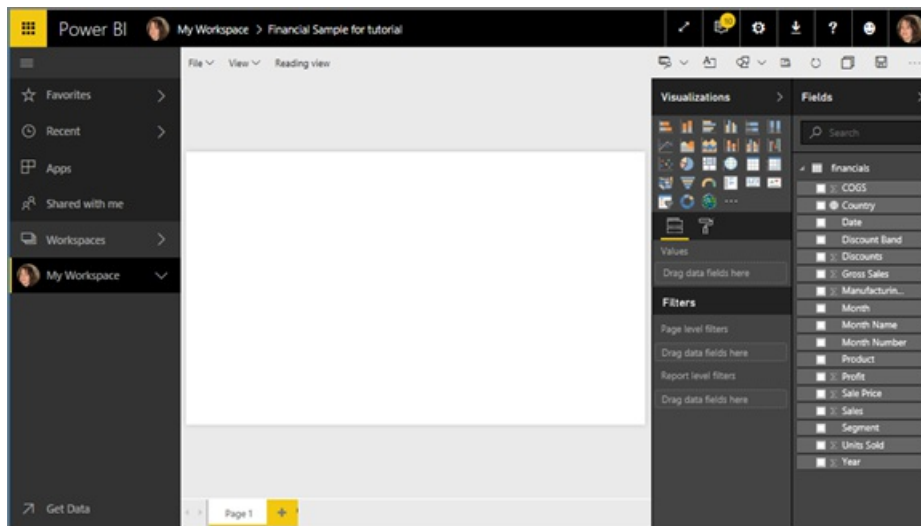 Power BI
My Workspace > Financial Sample for tutorial
10
?
File
View
Reading view
Favorites
Recent
Apps
Shared with me
Workspaces
My Workspace
Get Data
Page 1
+
Visualizations
Values
Drag data fields here
Filters
Page level filters
Drag data fields here
Report level filters
Drag data fields here
Fields
Search
financials
Σ COGS
Country
Date
Discount Band
Σ Discounts
Σ Gross Sales
Σ Manufacturin...
Month
Month Name
Month Number
Product
Σ Profit
Σ Sale Price
Σ Sales
Segment
Σ Units Sold
Σ Year